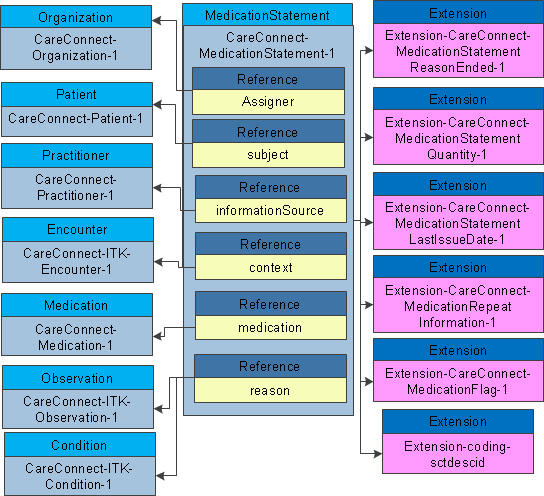 Organization
CareConnect-
Organization-1
Patient
CareConnect-Patient-1
Practitioner
CareConnect-
Practitioner-1
Encounter
CareConnect-ITK-
Encounter-1
Medication
CareConnect-
Medication-1
Observation
CareConnect-ITK-
Observation-1
Condition
CareConnect-ITK-
Condition-1
MedicationStatement
CareConnect-
MedicationStatement-1
Reference
Assigner
Reference
subject
Reference
informationSource
Reference
context
Reference
medication
Reference
reason
Extension
Extension-CareConnect-
MedicationStatement
ReasonEnded-1
Extension
Extension-CareConnect-
MedicationStatement
Quantity-1
Extension
Extension-CareConnect-
MedicationStatement
LastIssueDate-1
Extension
Extension-CareConnect-
MedicationRepeat
Information-1
Extension
Extension-CareConnect-
MedicationFlag-1
Extension
Extension-coding-
sctdescid